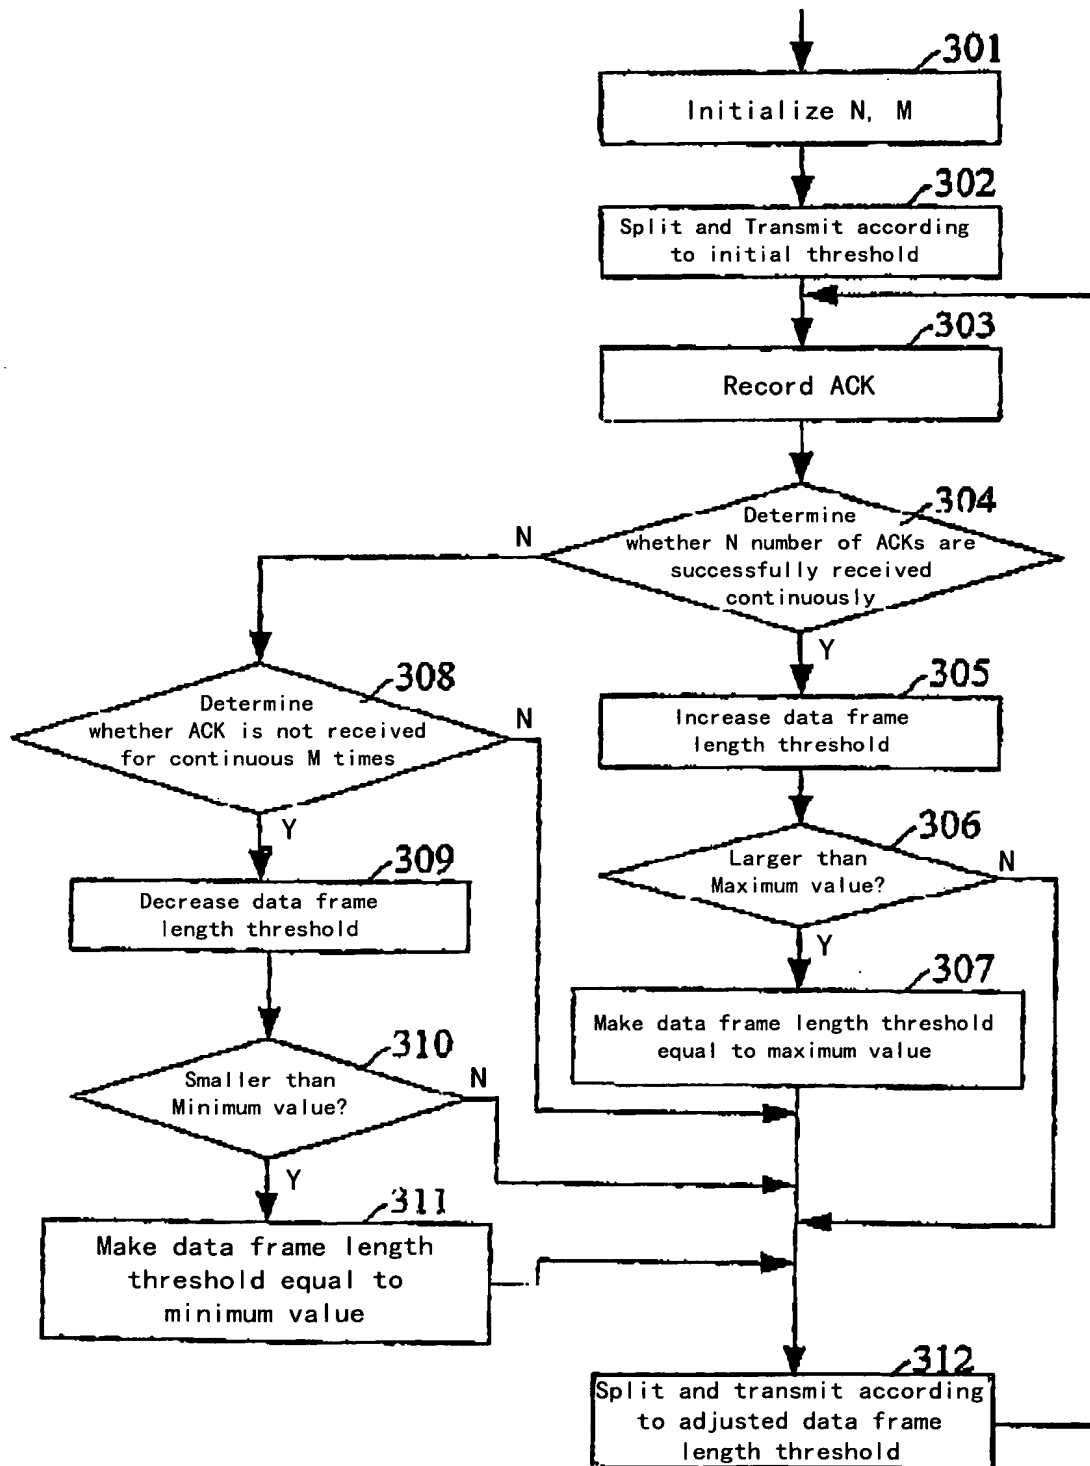 301
Initialize N, M
302
Split and Transmit according
to initial threshold
303
Record ACK
304
Determine
whether N number of ACKs are
successfully received
continuously
N
Y
308
Determine
whether ACK is not received
for continuous M times
N
Y
305
Increase data frame
length threshold
306
Larger than
Maximum value?
N
Y
309
Decrease data frame
length threshold
307
Make data frame length threshold
equal to maximum value
310
Smaller than
Minimum value?
N
Y
311
Make data frame length
threshold equal to
minimum value
312
Split and transmit according
to adjusted data frame
length threshold